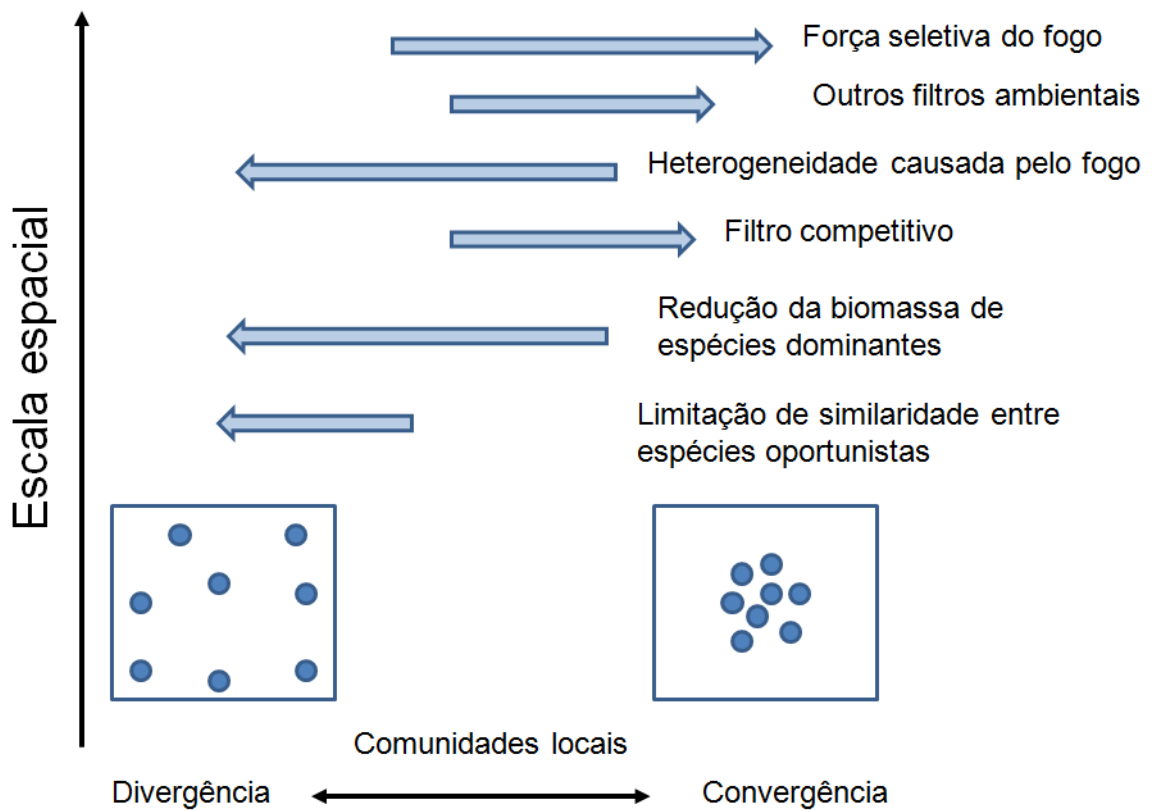 Força seletiva do fogo
Outros filtros ambientais
Heterogeneidade causada pelo fogo
Filtro competitivo
Redução da biomassa de
espécies dominantes
Limitação de similaridade entre
espécies oportunistas
Escala espacial
Comunidades locais
Divergência
Convergência